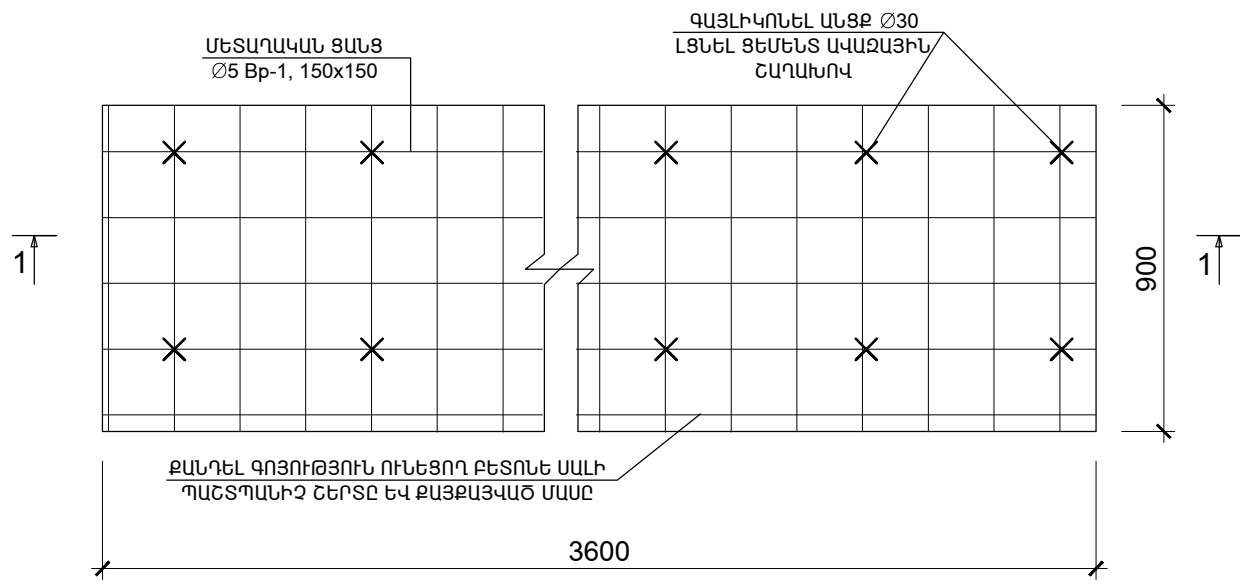 ՄԵՏԱՂԱԿԱՆ ՑԱՆՑ
∅5 Вр-1, 150x150
ԳԱՅԼԻԿՈՆԵԼ ԱՆՑՔ ∅30
ԼՑՆԵԼ ՑԵՄԵՆՏ ԱՎԱԶԱՅԻՆ
ՇԱՂԱԽՈՎ
1
1
900
ՔԱՆԴԵԼ ԳՈՅՈՒԹՅՈՒՆ ՈՒՆԵՑՈՂ ԲԵՏՈՆԵ ՍԱԼԻ
ՊԱՇՏՊԱՆԻՉ ՇԵՐՏԸ ԵՎ ՔԱՅՔԱՅՎԱԾ ՄԱՍԸ
3600